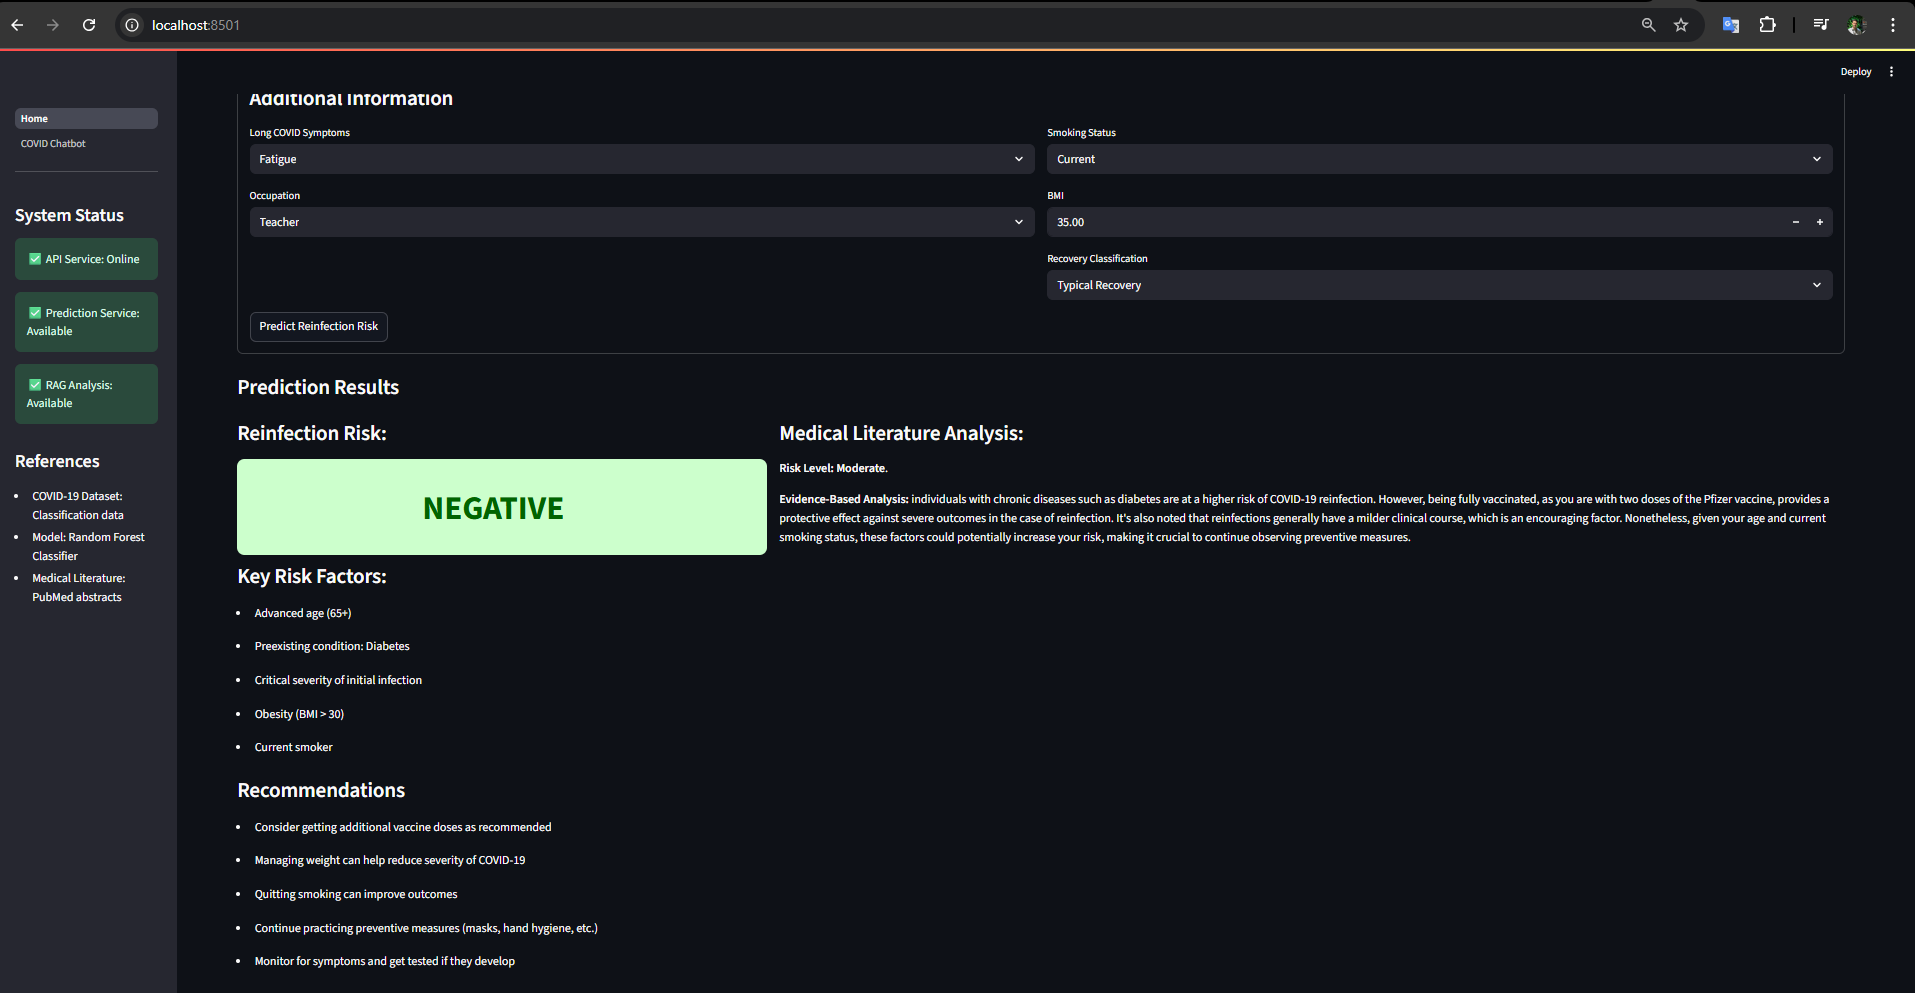 localhost:8501
Deploy
Home
COVID Chatbot
System Status
✅ API Service: Online
✅ Prediction Service:
Available
✅ RAG Analysis:
Available
References
• COVID-19 Dataset:
Classification data
• Model: Random Forest
Classifier
• Medical Literature:
PubMed abstracts
Additional Information
Long COVID Symptoms
Fatigue
Smoking Status
Current
Occupation
Teacher
BMI
35.00
Recovery Classification
Typical Recovery
Predict Reinfection Risk
Prediction Results
Reinfection Risk:
NEGATIVE
Medical Literature Analysis:
Risk Level: Moderate.
Evidence-Based Analysis: individuals with chronic diseases such as diabetes are at a higher risk of COVID-19 reinfection. However, being fully vaccinated, as you are with two doses of the Pfizer vaccine, provides a
protective effect against severe outcomes in the case of reinfection. It's also noted that reinfections generally have a milder clinical course, which is an encouraging factor. Nonetheless, given your age and current
smoking status, these factors could potentially increase your risk, making it crucial to continue observing preventive measures.
Key Risk Factors:
• Advanced age (65+)
• Preexisting condition: Diabetes
• Critical severity of initial infection
• Obesity (BMI > 30)
• Current smoker
Recommendations
• Consider getting additional vaccine doses as recommended
• Managing weight can help reduce severity of COVID-19
• Quitting smoking can improve outcomes
• Continue practicing preventive measures (masks, hand hygiene, etc.)
• Monitor for symptoms and get tested if they develop